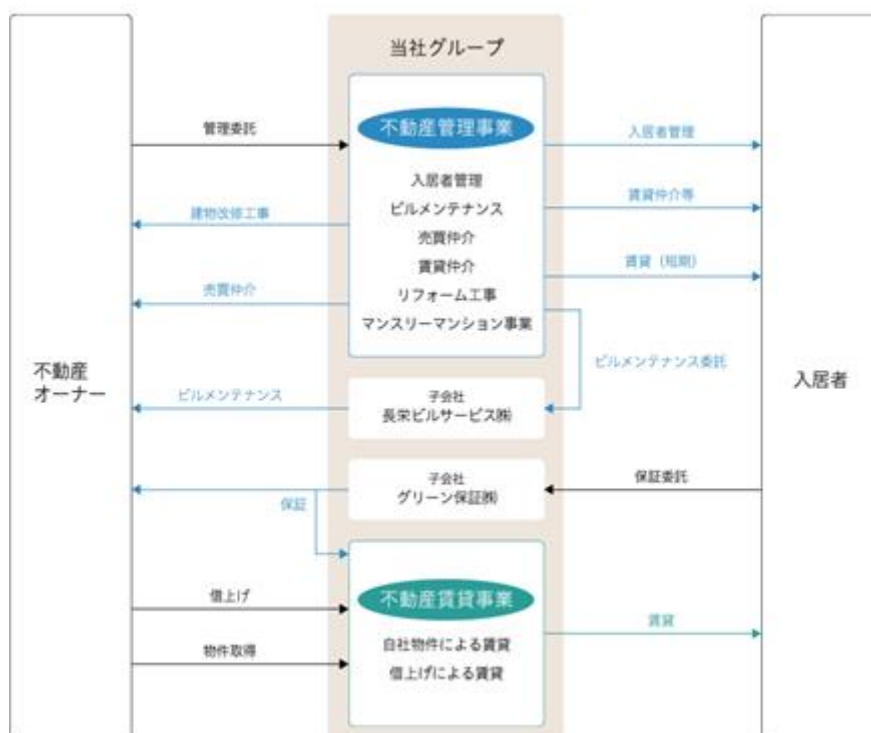 当社グループ
不動産
オーナー
管理委託
建物改修工事
売買仲介
ビルメンテナンス
保証
借上げ
物件取得
不動産管理事業
入居者管理
ビルメンテナンス
売買仲介
賃貸仲介
リフォーム工事
マンスリーマンション事業
子会社
長栄ビルサービス㈱
子会社
グリーン保証㈱
不動産賃貸事業
自社物件による賃貸
借上げによる賃貸
入居者管理
賃貸仲介等
賃貸（短期）
ビルメンテナンス委託
保証委託
賃貸
入居者